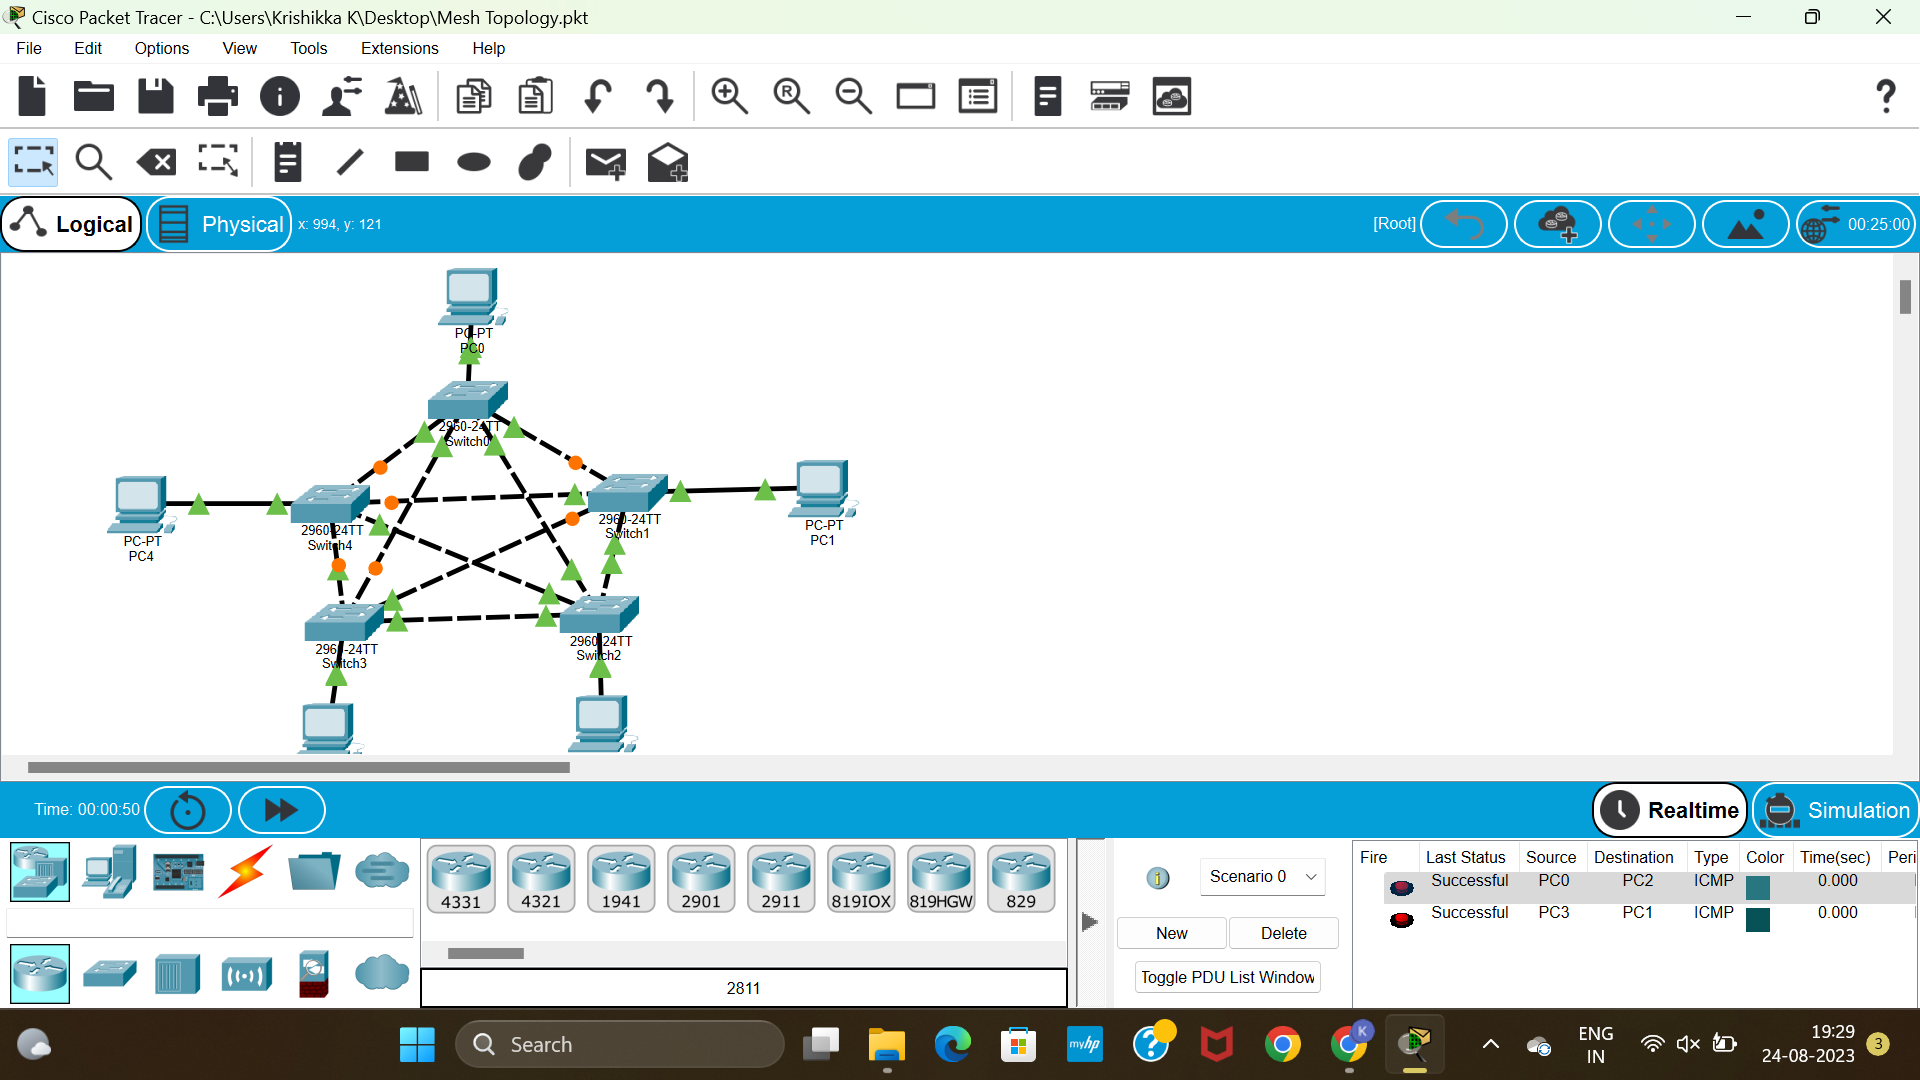 Cisco Packet Tracer - C:\Users\Krishikka K\Desktop\Mesh Topology.pkt
File Edit Options View Tools Extensions Help
Logical Physical x: 994, y: 121 [Root] 00:25:00
PC-PT
PC0
2960-24TT
Switch0
PC-PT
PC4
2960-24TT
Switch4
2960-24TT
Switch1
PC-PT
PC1
2960-24TT
Switch3
2960-24TT
Switch2
Time: 00:00:50 Realtime Simulation
4331 4321 1941 2901 2911 819IOX 819HGW 829
2811
Scenario 0
New Delete
Toggle PDU List Window
Fire Last Status Source Destination Type Color Time(sec) Peri
Successful PC0 PC2 ICMP 0.000
Successful PC3 PC1 ICMP 0.000
Search
myhp
K
ENG
IN
19:29
24-08-2023
3